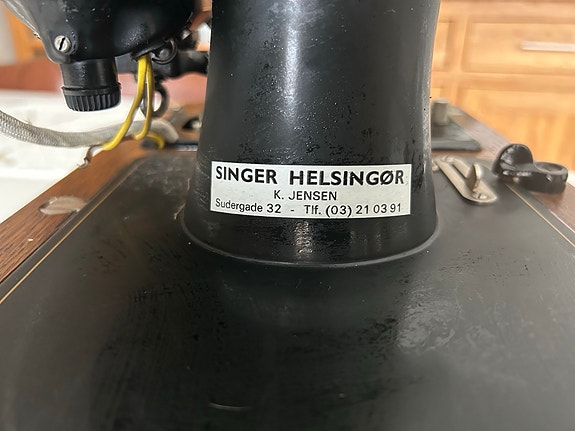 SINGER HELSINGØR
K. JENSEN
Sudergade 32 - Tlf. (03) 21 03 91